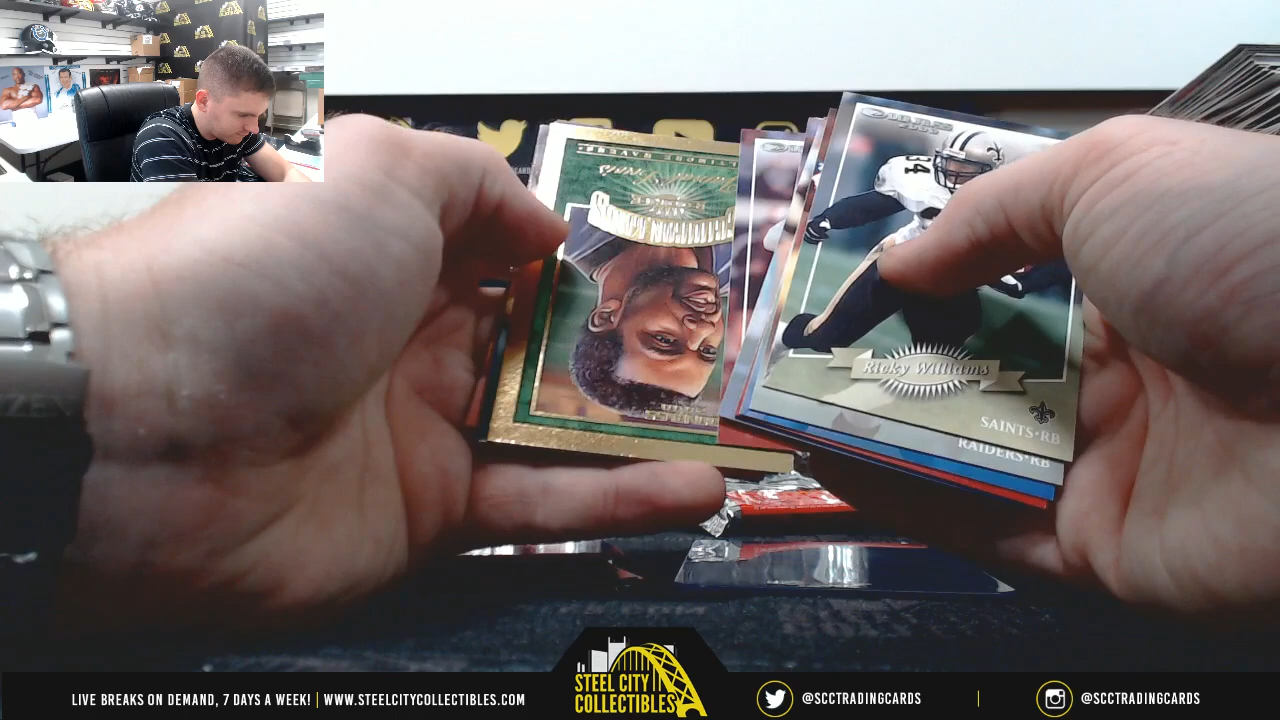 34
Ricky Williams
SAINTS•RB
RAIDERS•RB
LIVE BREAKS ON DEMAND, 7 DAYS A WEEK! | WWW.STEELCITYCOLLECTIBLES.COM
STEEL CITY
COLLECTIBLES
@SCCTRADINGCARDS
@SCCTRADINGCARDS